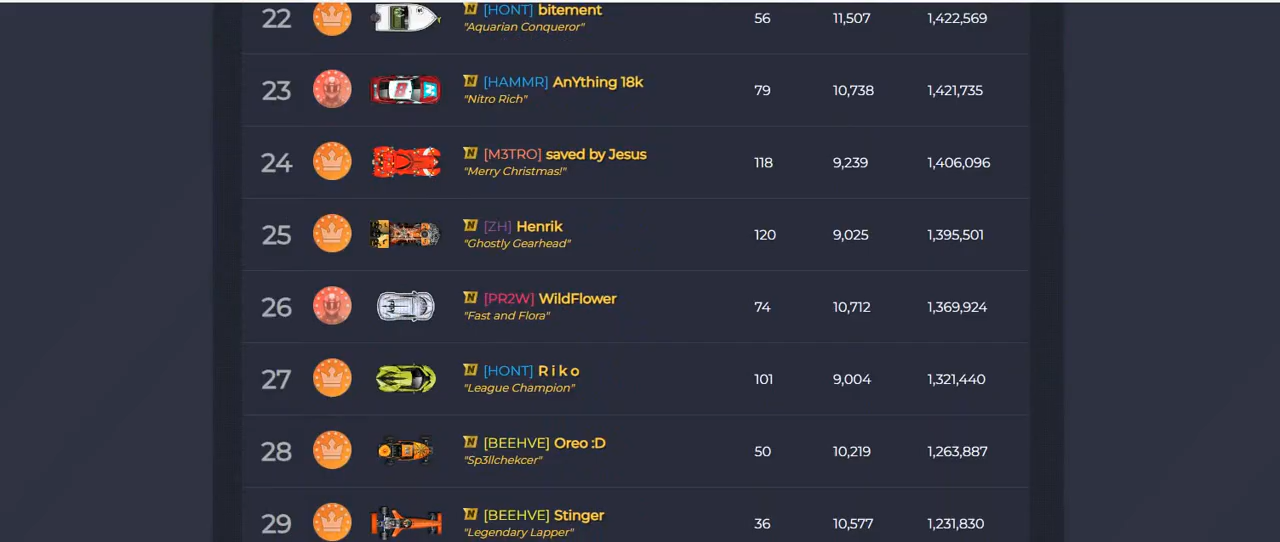 22 N [HONT] bitement 56 11,507 1,422,569
"Aquarian Conqueror"
23 N [HAMMR] AnYthing 18k 79 10,738 1,421,735
"Nitro Rich"
24 N [M3TRO] saved by Jesus 118 9,239 1,406,096
"Merry Christmas!"
25 N [ZH] Henrik 120 9,025 1,395,501
"Ghostly Gearhead"
26 N [PR2W] WildFlower 74 10,712 1,369,924
"Fast and Flora"
27 N [HONT] R i k o 101 9,004 1,321,440
"League Champion"
28 N [BEEHVE] Oreo :D 50 10,219 1,263,887
"Sp3llchekcer"
29 N [BEEHVE] Stinger 36 10,577 1,231,830
"Legendary Lapper"